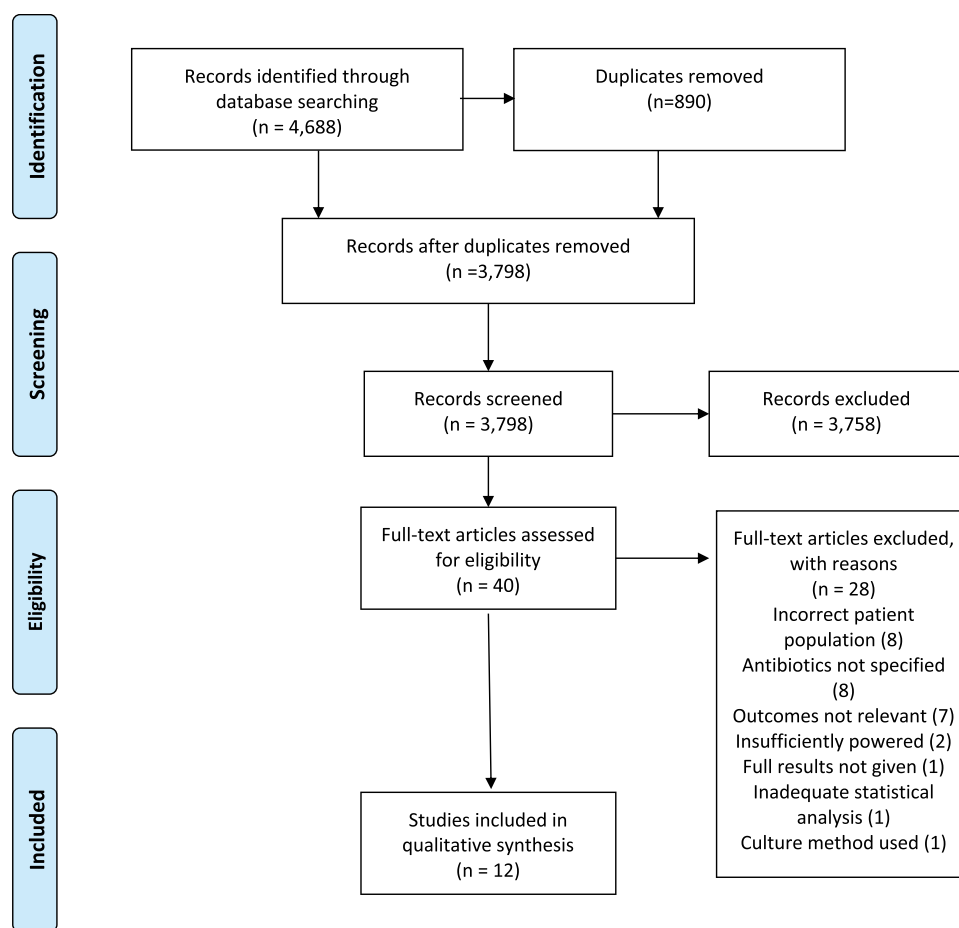 Identification
Records identified through
database searching
(n = 4,688)
Duplicates removed
(n=890)
Records after duplicates removed
(n =3,798)
Screening
Records screened
(n = 3,798)
Records excluded
(n = 3,758)
Eligibility
Full-text articles assessed
for eligibility
(n = 40)
Full-text articles excluded,
with reasons
(n = 28)
Incorrect patient
population (8)
Antibiotics not specified
(8)
Outcomes not relevant (7)
Insufficiently powered (2)
Full results not given (1)
Inadequate statistical
analysis (1)
Culture method used (1)
Included
Studies included in
qualitative synthesis
(n = 12)